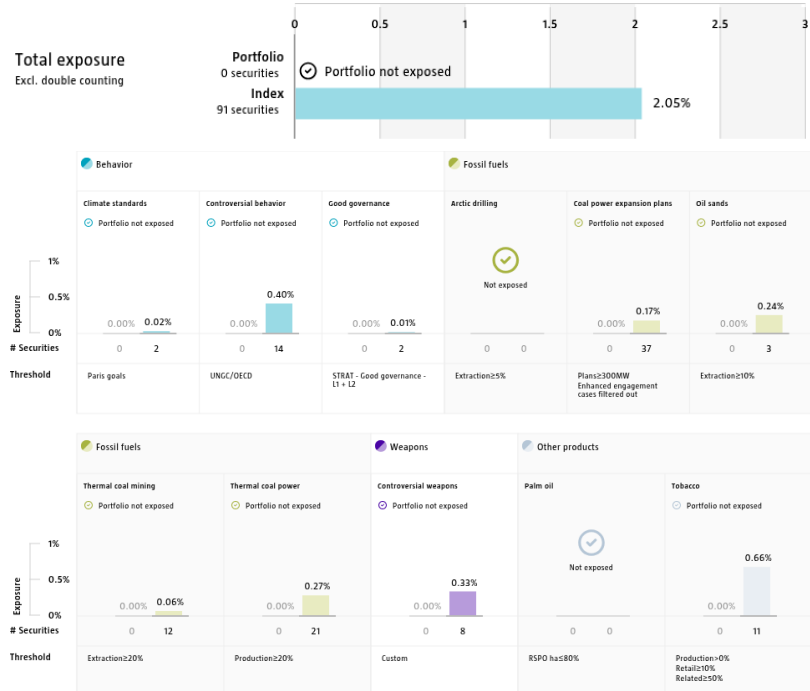 0 0.5 1 1.5 2 2.5 3
Total exposure
Excl. double counting
Portfolio
0 securities
Portfolio not exposed
Index
91 securities
2.05%
Behavior
Fossil fuels
Climate standards Controversial behavior Good governance Arctic drilling Coal power expansion plans Oil sands
Portfolio not exposed Portfolio not exposed Portfolio not exposed Portfolio not exposed Portfolio not exposed
Not exposed
Exposure
1%
0.5%
0%
0.00% 0.02% 0.00% 0.40% 0.00% 0.01% 0.00% 0.17% 0.00% 0.24%
# Securities 0 2 0 14 0 2 0 0 0 37 0 3
Threshold
Paris goals
UNGC/OECD
STRAT - Good governance -
L1 + L2
Extraction≥5%
Plans≥300MW
Enhanced engagement
cases filtered out
Extraction≥10%
Fossil fuels
Weapons
Other products
Thermal coal mining Thermal coal power Controversial weapons Palm oil Tobacco
Portfolio not exposed Portfolio not exposed Portfolio not exposed Portfolio not exposed
Not exposed
Exposure
1%
0.5%
0%
0.00% 0.06% 0.00% 0.27% 0.00% 0.33% 0.00% 0.66%
# Securities 0 12 0 21 0 8 0 0 0 11
Threshold
Extraction≥20%
Production≥20%
Custom
RSPO ha≤80%
Production>0%
Retail≥10%
Related≥50%